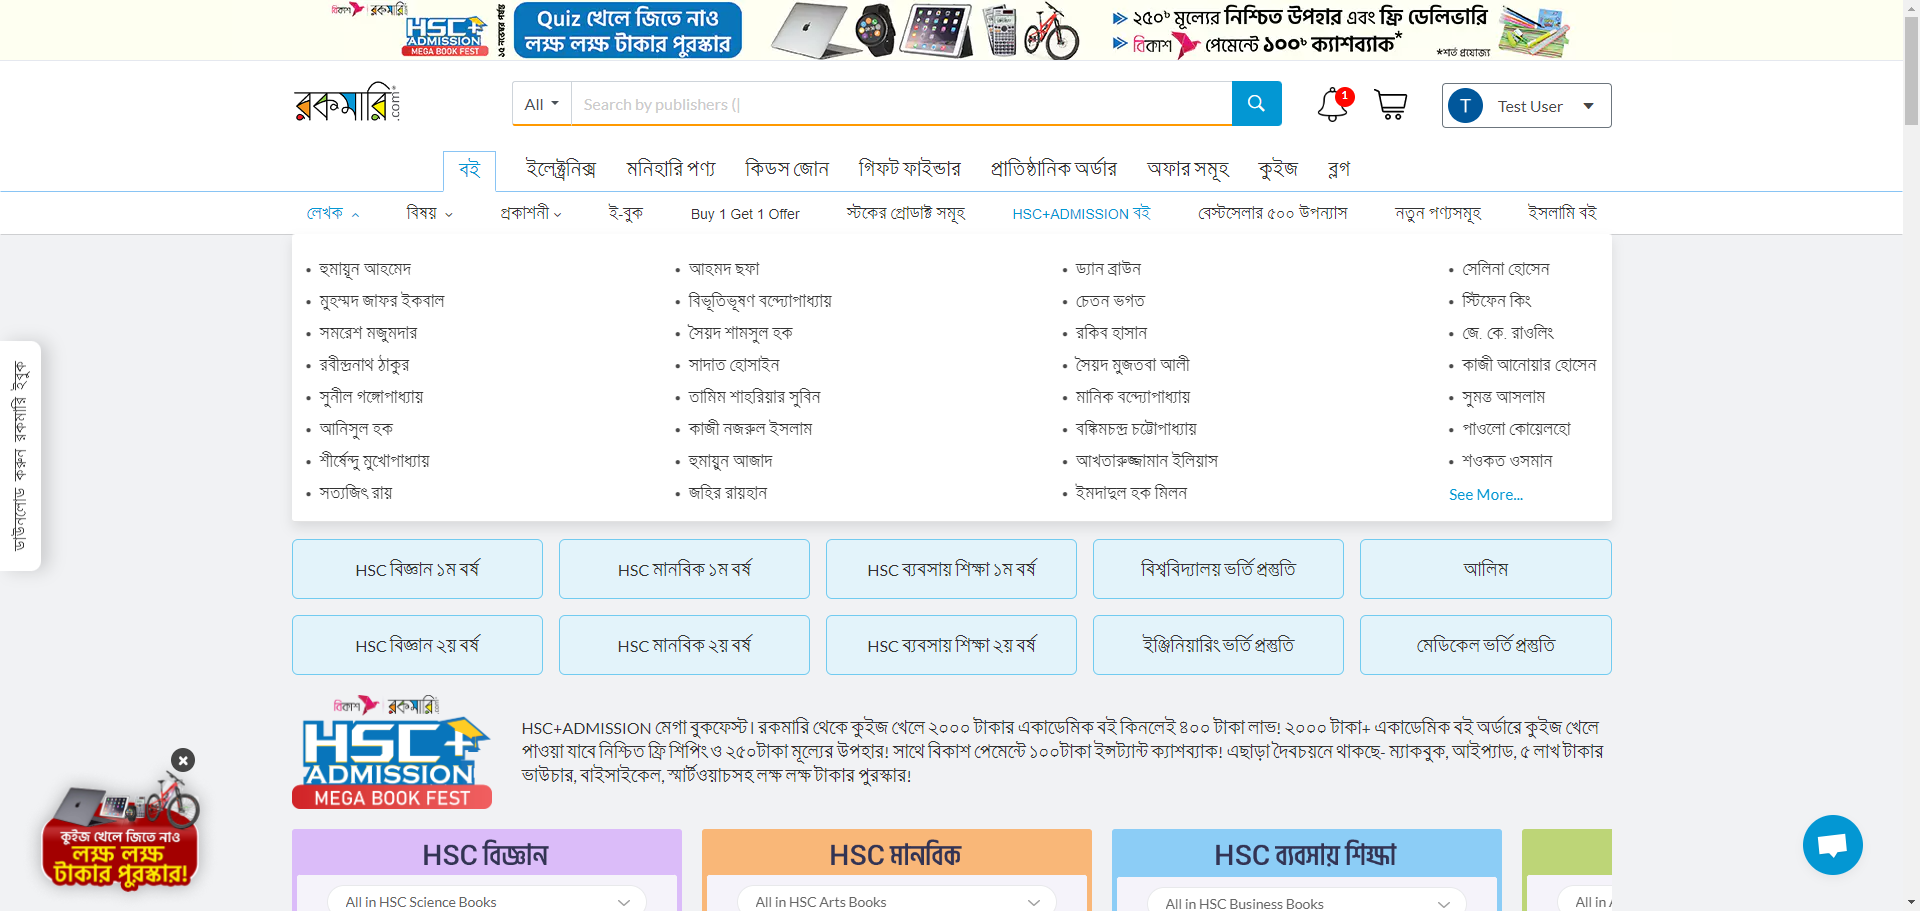 বিকাশ রকমারি
HSC+
ADMISSION
MEGA BOOK FEST
Quiz খেলে জিতে নাও
লক্ষ লক্ষ টাকার পুরস্কার
২৫০৳ মূল্যের নিশ্চিত উপহার এবং ফ্রি ডেলিভারি
বিকাশ পেমেন্টে ১০০৳ ক্যাশব্যাক*
*শর্ত প্রযোজ্য
রকমারি.com
All
Search by publishers (|
1
T Test User
বই ইলেক্ট্রনিক্স মনিহারি পণ্য কিডস জোন গিফট ফাইন্ডার প্রাতিষ্ঠানিক অর্ডার অফার সমূহ কুইজ ব্লগ
লেখক বিষয় প্রকাশনী ই-বুক Buy 1 Get 1 Offer স্টকের প্রোডাক্ট সমূহ HSC+ADMISSION বই বেস্টসেলার ৫০০ উপন্যাস নতুন পণ্যসমূহ ইসলামি বই
হুমায়ূন আহমেদ আহমদ ছফা ড্যান ব্রাউন সেলিনা হোসেন
মুহম্মদ জাফর ইকবাল বিভূতিভূষণ বন্দ্যোপাধ্যায় চেতন ভগত স্টিফেন কিং
সমরেশ মজুমদার সৈয়দ শামসুল হক রকিব হাসান জে. কে. রাওলিং
রবীন্দ্রনাথ ঠাকুর সাদাত হোসাইন সৈয়দ মুজতবা আলী কাজী আনোয়ার হোসেন
সুনীল গঙ্গোপাধ্যায় তামিম শাহরিয়ার সুবিন মানিক বন্দ্যোপাধ্যায় সুমন্ত আসলাম
আনিসুল হক কাজী নজরুল ইসলাম বঙ্কিমচন্দ্র চট্টোপাধ্যায় পাওলো কোয়েলহো
শীর্ষেন্দু মুখোপাধ্যায় হুমায়ুন আজাদ আখতারুজ্জামান ইলিয়াস শওকত ওসমান
সত্যজিৎ রায় জহির রায়হান ইমদাদুল হক মিলন See More...
ডাউনলোড করুন রকমারি ইবুক
HSC বিজ্ঞান ১ম বর্ষ HSC মানবিক ১ম বর্ষ HSC ব্যবসায় শিক্ষা ১ম বর্ষ বিশ্ববিদ্যালয় ভর্তি প্রস্তুতি আলিম
HSC বিজ্ঞান ২য় বর্ষ HSC মানবিক ২য় বর্ষ HSC ব্যবসায় শিক্ষা ২য় বর্ষ ইঞ্জিনিয়ারিং ভর্তি প্রস্তুতি মেডিকেল ভর্তি প্রস্তুতি
বিকাশ রকমারি
HSC+
ADMISSION
MEGA BOOK FEST
HSC+ADMISSION মেগা বুকফেস্ট। রকমারি থেকে কুইজ খেলে ২০০০ টাকার একাডেমিক বই কিনলেই ৪০০ টাকা লাভ! ২০০০ টাকা+ একাডেমিক বই অর্ডারে কুইজ খেলে
পাওয়া যাবে নিশ্চিত ফ্রি শিপিং ও ২৫০টাকা মূল্যের উপহার! সাথে বিকাশ পেমেন্টে ১০০টাকা ইন্সট্যান্ট ক্যাশব্যাক! এছাড়া দৈবচয়নে থাকছে- ম্যাকবুক, আইপ্যাড, ৫ লাখ টাকার
ভাউচার, বাইসাইকেল, স্মার্টওয়াচসহ লক্ষ লক্ষ টাকার পুরস্কার!
কুইজ খেলে জিতে নাও
লক্ষ লক্ষ
টাকার পুরস্কার!
HSC বিজ্ঞান HSC মানবিক HSC ব্যবসায় শিক্ষা
All in HSC Science Books All in HSC Arts Books All in HSC Business Books All in